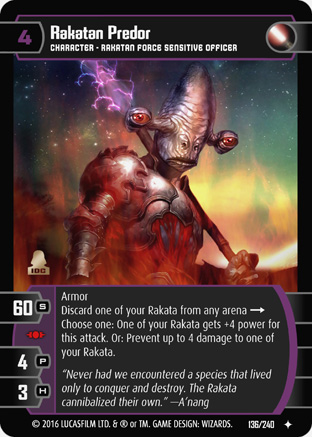 4 Rakatan Predor
CHARACTER - RAKATAN FORCE SENSITIVE OFFICER
IDC
60 S
4 P
3 H
Armor
Discard one of your Rakata from any arena →
Choose one: One of your Rakata gets +4 power for
this attack. Or: Prevent up to 4 damage to one of
your Rakata.
"Never had we encountered a species that lived
only to conquer and destroy. The Rakata
cannibalized their own." —A'nang
© 2016 LUCASFILM LTD. & ® or TM. GAME DESIGN: WIZARDS. 136/240